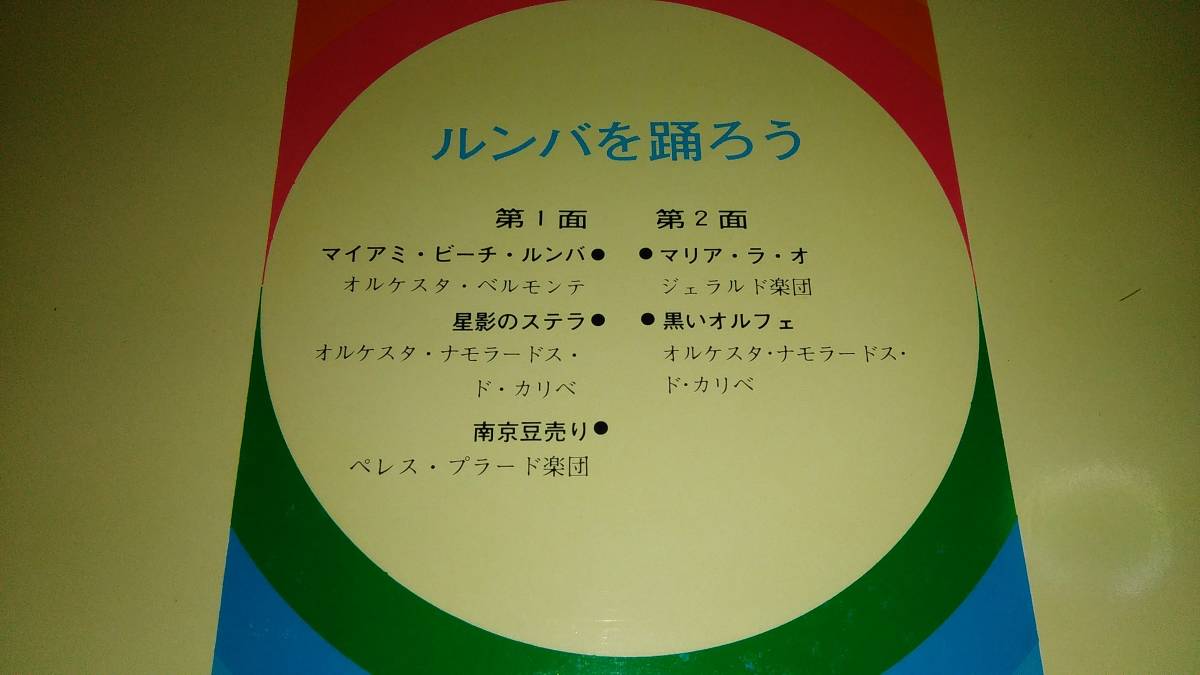 ルンバを踊ろう
第1面
マイアミ・ビーチ・ルンバ●
オルケスタ・ベルモンテ
星影のステラ●
オルケスタ・ナモラードス・
ド・カリベ
南京豆売り●
ペレス・プラード楽団
第2面
●マリア・ラ・オ
ジェラルド楽団
●黒いオルフェ
オルケスタ・ナモラードス・
ド・カリベ